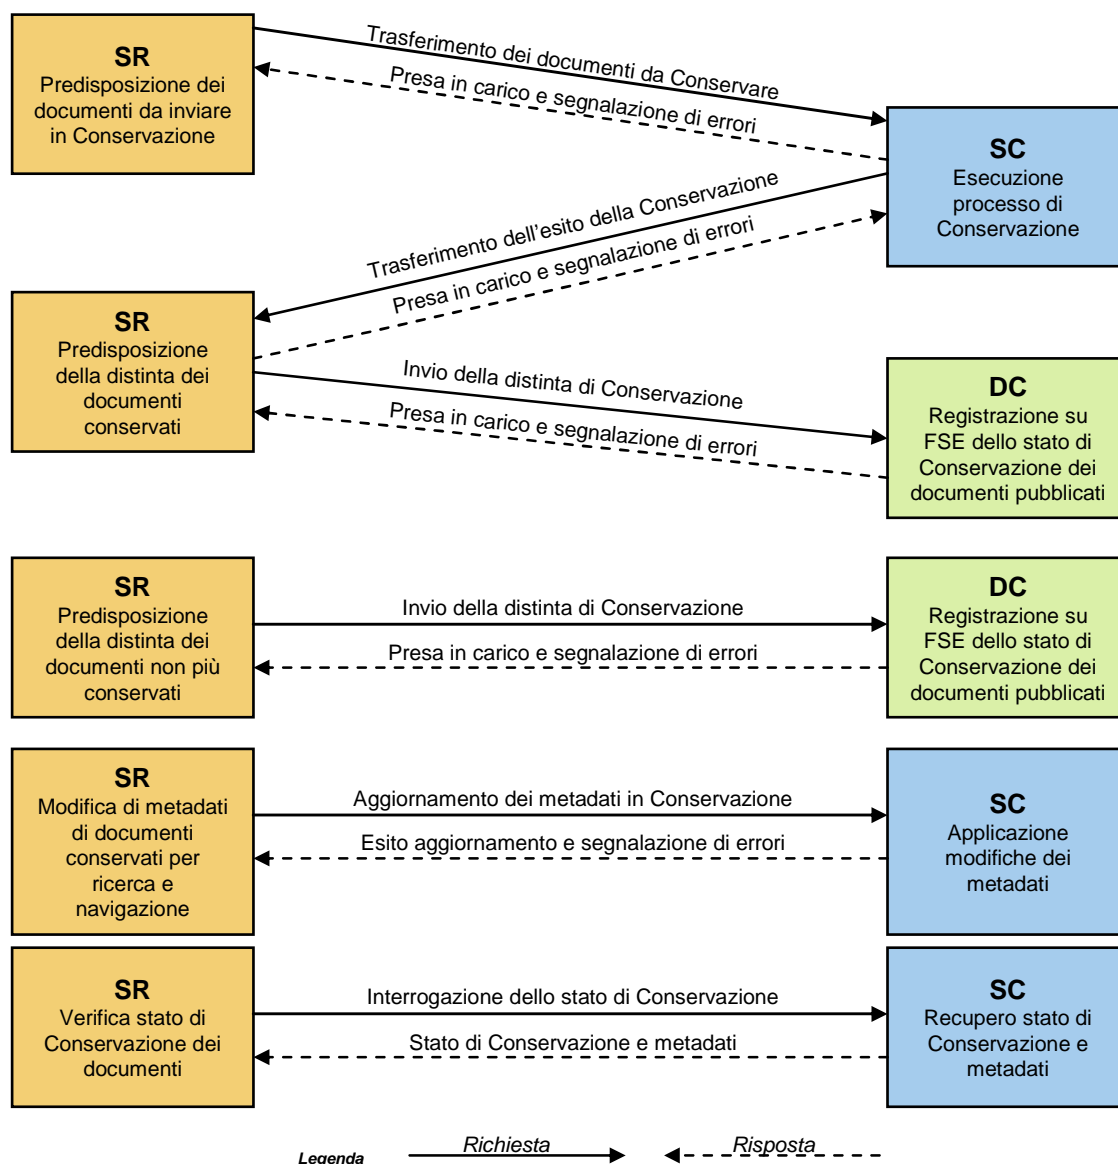 SR
Predisposizione dei
documenti da inviare
in Conservazione
Trasferimento dei documenti da Conservare
Presa in carico e segnalazione di errori
SC
Esecuzione
processo di
Conservazione
Trasferimento dell’esito della Conservazione
Presa in carico e segnalazione di errori
SR
Predisposizione
della distinta dei
documenti
conservati
Invio della distinta di Conservazione
Presa in carico e segnalazione di errori
DC
Registrazione su
FSE dello stato di
Conservazione dei
documenti pubblicati
SR
Predisposizione
della distinta dei
documenti non più
conservati
Invio della distinta di Conservazione
Presa in carico e segnalazione di errori
DC
Registrazione su
FSE dello stato di
Conservazione dei
documenti pubblicati
SR
Modifica di metadati
di documenti
conservati per
ricerca e
navigazione
Aggiornamento dei metadati in Conservazione
Esito aggiornamento e segnalazione di errori
SC
Applicazione
modifiche dei
metadati
SR
Verifica stato di
Conservazione dei
documenti
Interrogazione dello stato di Conservazione
Stato di Conservazione e metadati
SC
Recupero stato di
Conservazione e
metadati
Legenda
Richiesta
Risposta